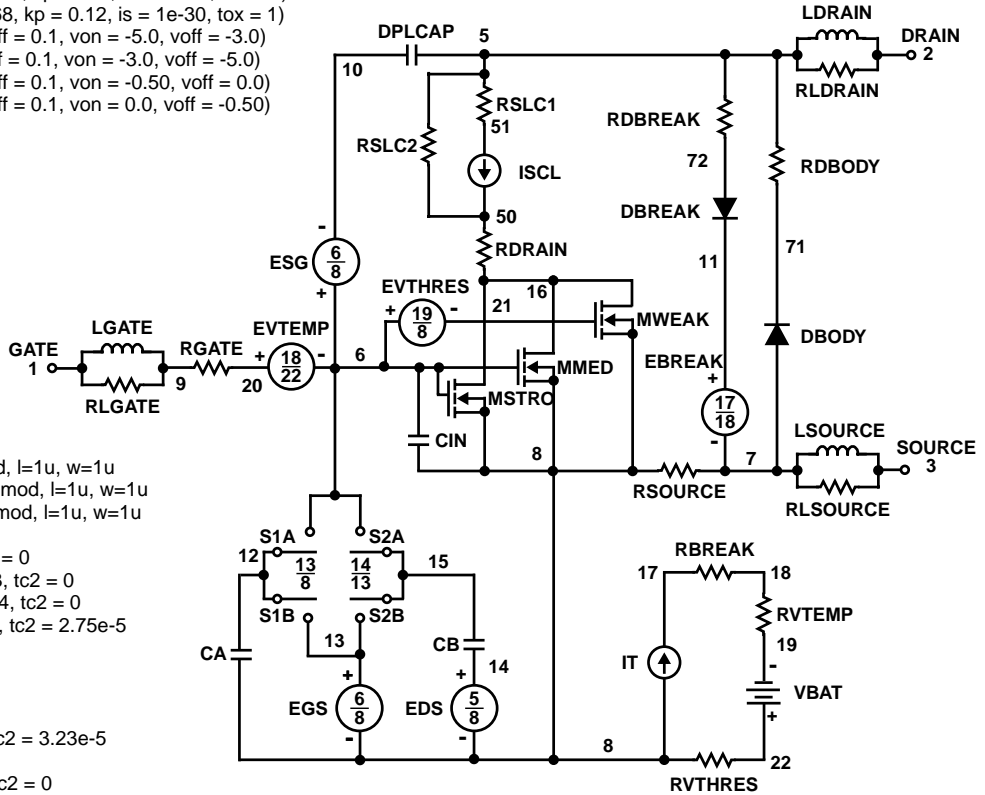 68, kp = 0.12, is = 1e-30, tox = 1)
ff = 0.1, von = -5.0, voff = -3.0)
f = 0.1, von = -3.0, voff = -5.0)
ff = 0.1, von = -0.50, voff = 0.0)
ff = 0.1, von = 0.0, voff = -0.50)
LDRAIN
DPLCAP
5
DRAIN
2
10
RLDRAIN
RSLC1
51
RDBREAK
RSLC2
ISCL
72
RDBODY
50
DBREAK
RDRAIN
71
ESG
6
8
11
EVTHRES
19
8
16
21
MWEAK
LGATE
EVTEMP
GATE
1
RGATE
18
22
6
MMED
EBREAK
DBODY
9
20
MSTRO
RLGATE
17
18
CIN
8
7
LSOURCE
SOURCE
3
RSOURCE
RLSOURCE
d, l=1u, w=1u
mod, l=1u, w=1u
mod, l=1u, w=1u
= 0
, tc2 = 0
4, tc2 = 0
, tc2 = 2.75e-5
c2 = 3.23e-5
c2 = 0
S1A
S2A
12
13
8
14
13
15
S1B
S2B
13
CA
CB
14
EGS
6
8
EDS
5
8
RBREAK
17
18
RVTEMP
19
IT
VBAT
8
22
RVTHRES